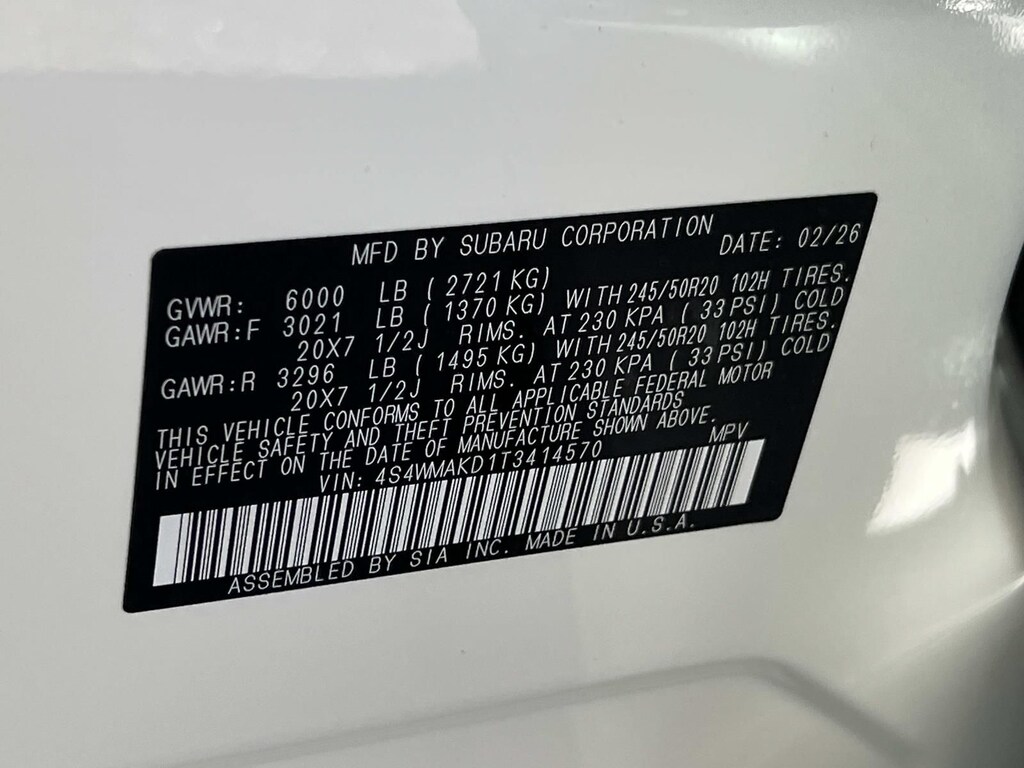 MFD BY SUBARU CORPORATION DATE: 02/26
GVWR: 6000 LB ( 2721 KG)
GAWR:F 3021 LB ( 1370 KG) WITH 245/50R20 102H TIRES.
20X7 1/2J RIMS. AT 230 KPA ( 33 PSI) COLD
GAWR:R 3296 LB ( 1495 KG) WITH 245/50R20 102H TIRES.
20X7 1/2J RIMS. AT 230 KPA ( 33 PSI) COLD
THIS VEHICLE CONFORMS TO ALL APPLICABLE FEDERAL MOTOR
VEHICLE SAFETY AND THEFT PREVENTION STANDARDS
IN EFFECT ON THE DATE OF MANUFACTURE SHOWN ABOVE.
VIN: 4S4WMAKD1T3414570 MPV
ASSEMBLED BY SIA INC. MADE IN U.S.A.